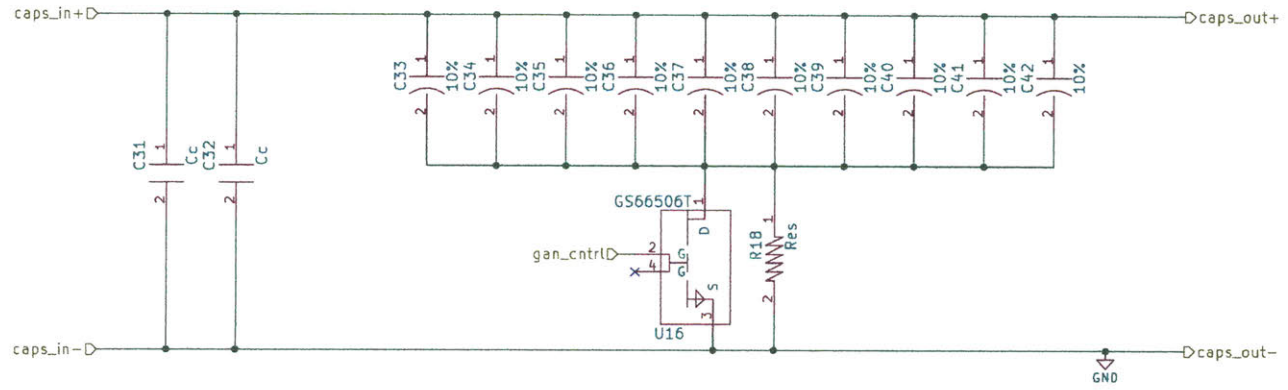 caps_in+
caps_out+
C33 1 2 10%
C34 1 2 10%
C35 1 2 10%
C36 1 2 10%
C37 1 2 10%
C38 1 2 10%
C39 1 2 10%
C40 1 2 10%
C41 1 2 10%
C42 1 2 10%
C31 1 2 Cc
C32 1 2 Cc
GS66506T 1
D
gan_cntrl 2 G
4 G
S
3
U16
R18 1 2 Res
caps_in-
caps_out-
GND